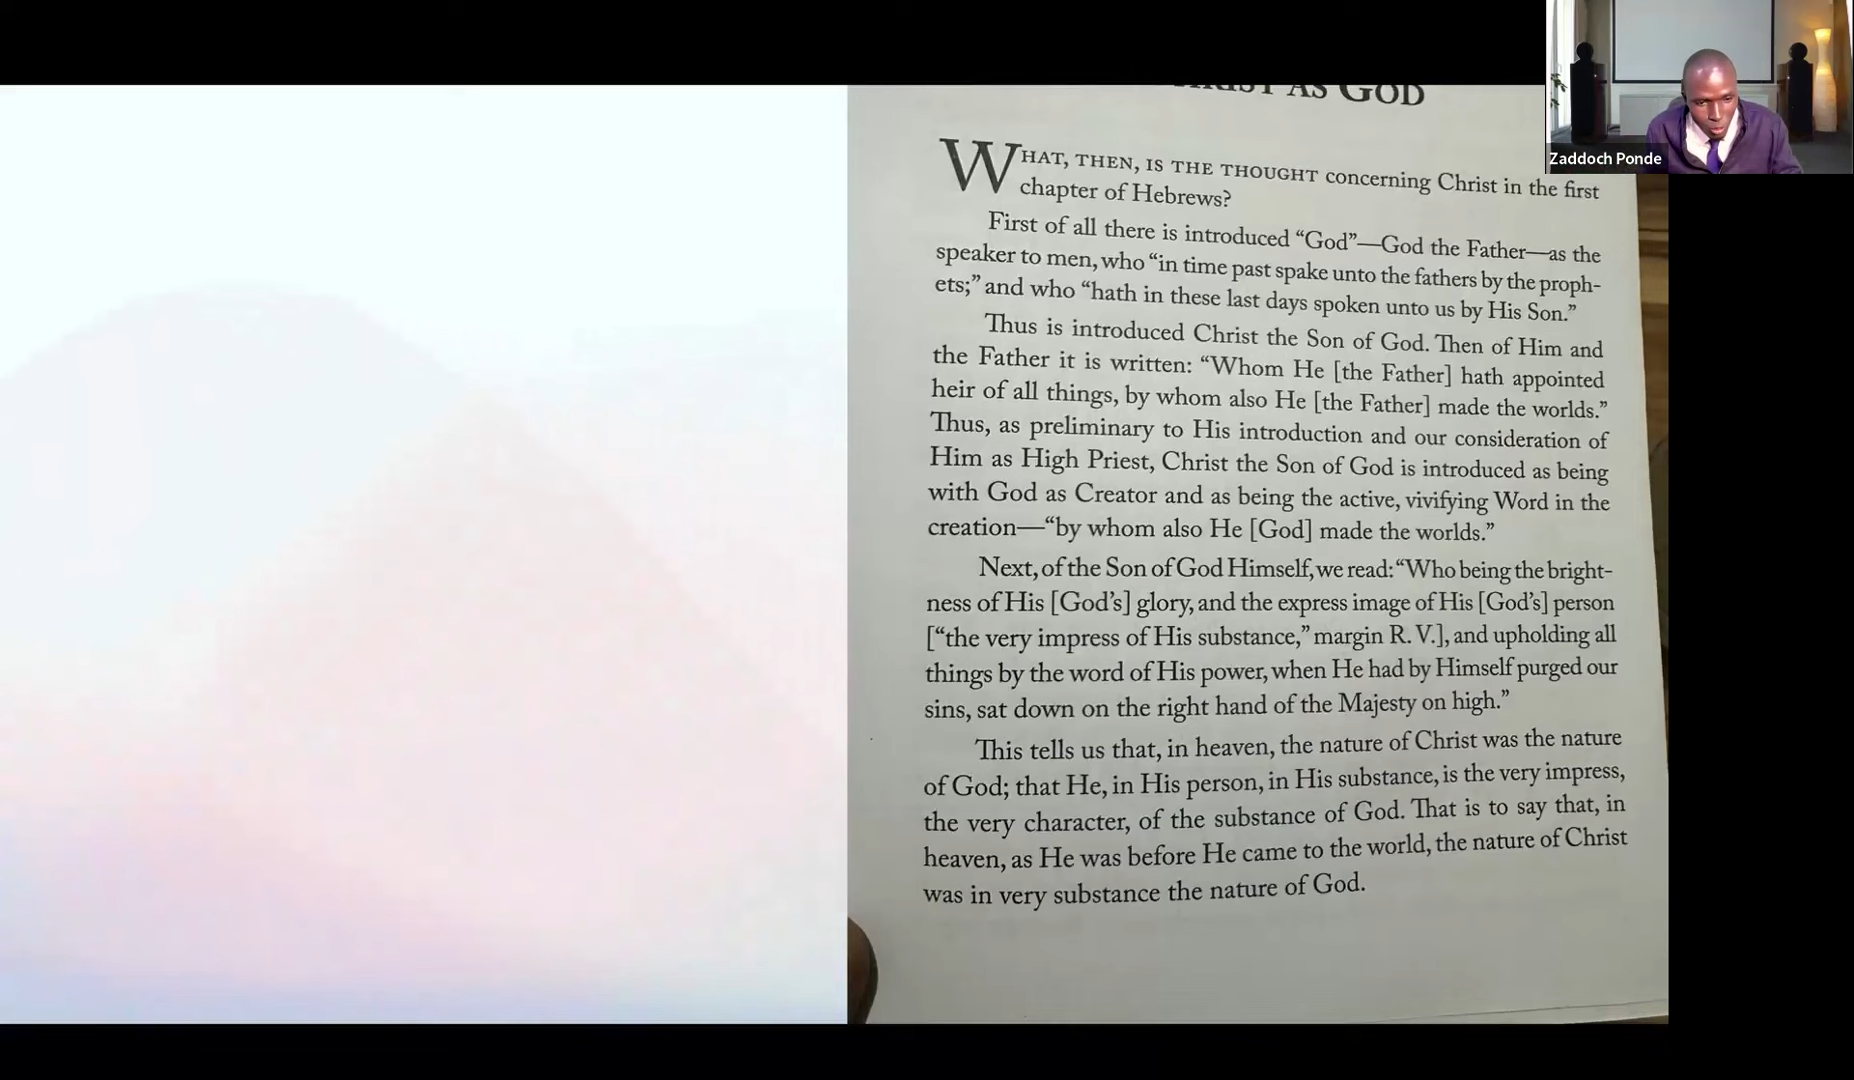 AS GOD
Zaddoch Ponde
WHAT, THEN, IS THE THOUGHT concerning Christ in the first
chapter of Hebrews?
First of all there is introduced “God”—God the Father—as the
speaker to men, who “in time past spake unto the fathers by the proph-
ets;” and who “hath in these last days spoken unto us by His Son.”
Thus is introduced Christ the Son of God. Then of Him and
the Father it is written: “Whom He [the Father] hath appointed
heir of all things, by whom also He [the Father] made the worlds.”
Thus, as preliminary to His introduction and our consideration of
Him as High Priest, Christ the Son of God is introduced as being
with God as Creator and as being the active, vivifying Word in the
creation—“by whom also He [God] made the worlds.”
Next, of the Son of God Himself, we read: “Who being the bright-
ness of His [God’s] glory, and the express image of His [God’s] person
[“the very impress of His substance,” margin R. V.], and upholding all
things by the word of His power, when He had by Himself purged our
sins, sat down on the right hand of the Majesty on high.”
This tells us that, in heaven, the nature of Christ was the nature
of God; that He, in His person, in His substance, is the very impress,
the very character, of the substance of God. That is to say that, in
heaven, as He was before He came to the world, the nature of Christ
was in very substance the nature of God.